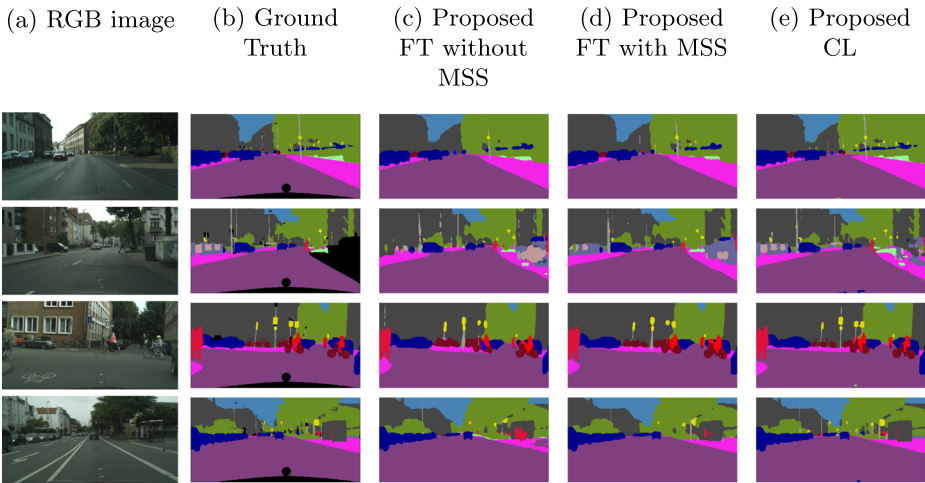 (a) RGB image
(b) Ground
Truth
(c) Proposed
FT without
MSS
(d) Proposed
FT with MSS
(e) Proposed
CL